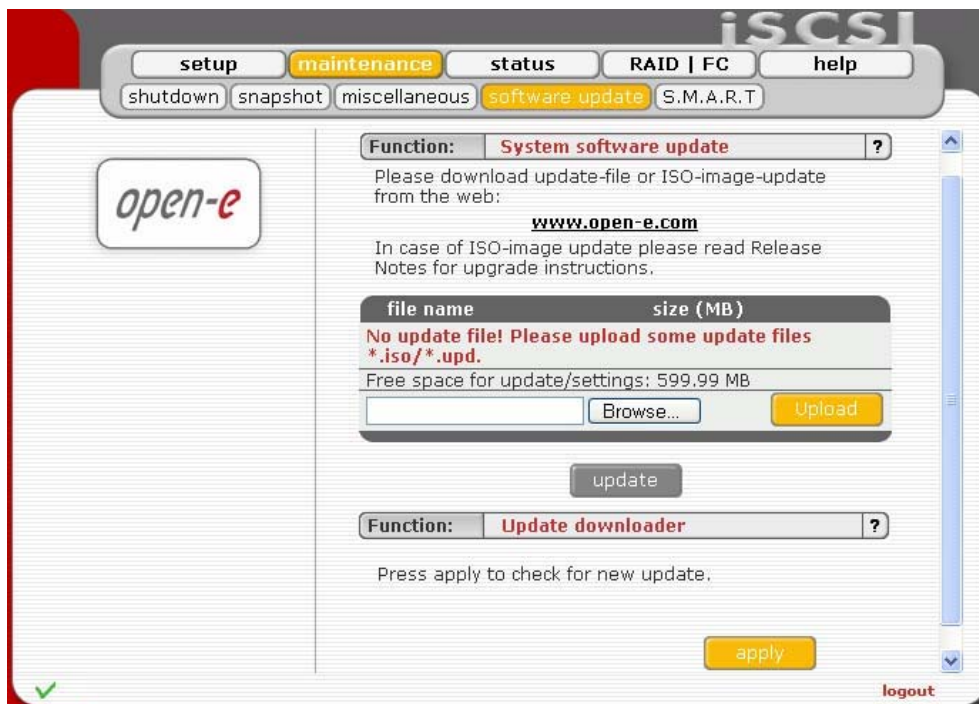 iSCSI
setup maintenance status RAID | FC help
shutdown snapshot miscellaneous software update S.M.A.R.T
open-e
Function: System software update ?
Please download update-file or ISO-image-update
from the web:
www.open-e.com
In case of ISO-image update please read Release
Notes for upgrade instructions.
file name size (MB)
No update file! Please upload some update files
*.iso/*.upd.
Free space for update/settings: 599.99 MB
Browse... Upload
update
Function: Update downloader ?
Press apply to check for new update.
apply
logout